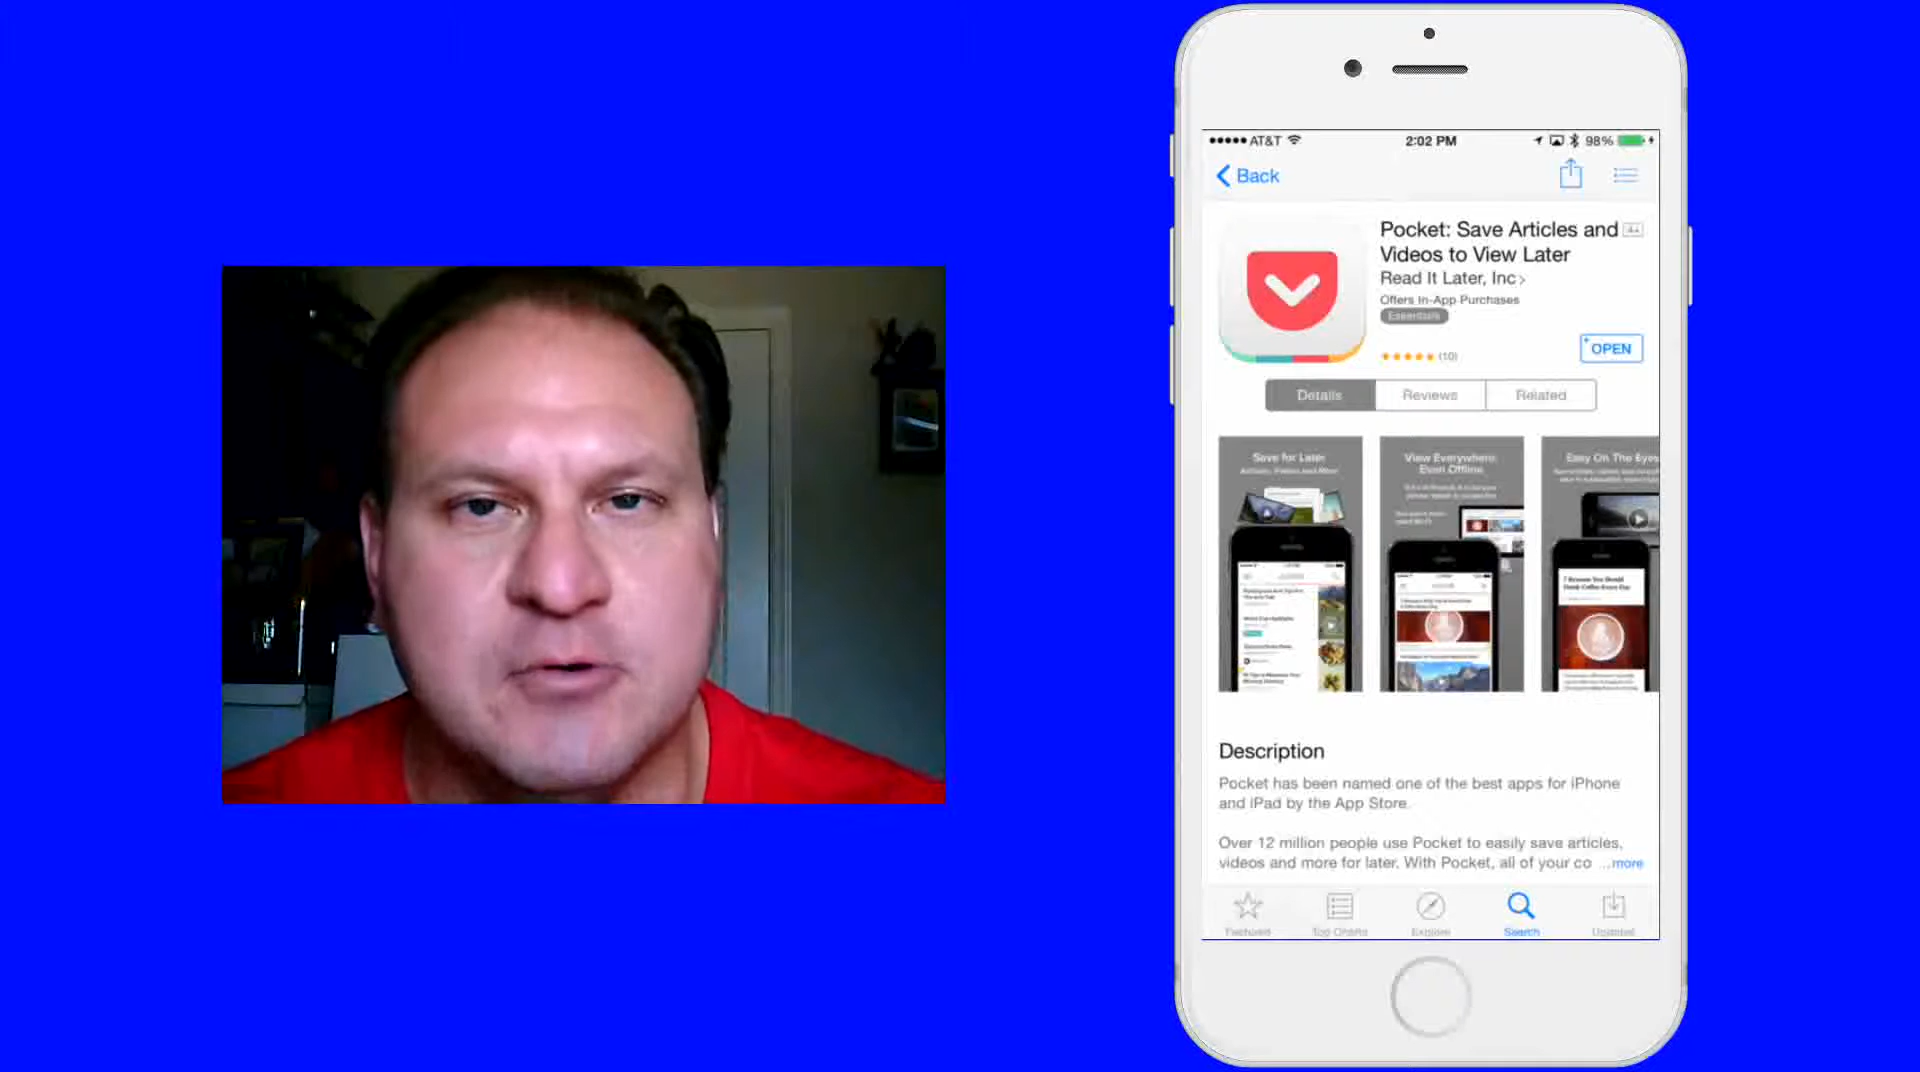 AT&T
2:02 PM
98%
Back
Pocket: Save Articles and
Videos to View Later
4+
Read It Later, Inc
Offers In-App Purchases
Essentials
(10)
OPEN
Details
Reviews
Related
Save for Later
View Everywhere.
Even Offline
Easy On The Eyes
Description
Pocket has been named one of the best apps for iPhone
and iPad by the App Store.
Over 12 million people use Pocket to easily save articles,
videos and more for later. With Pocket, all of your co ...more
Featured
Top Charts
Explore
Search
Updates